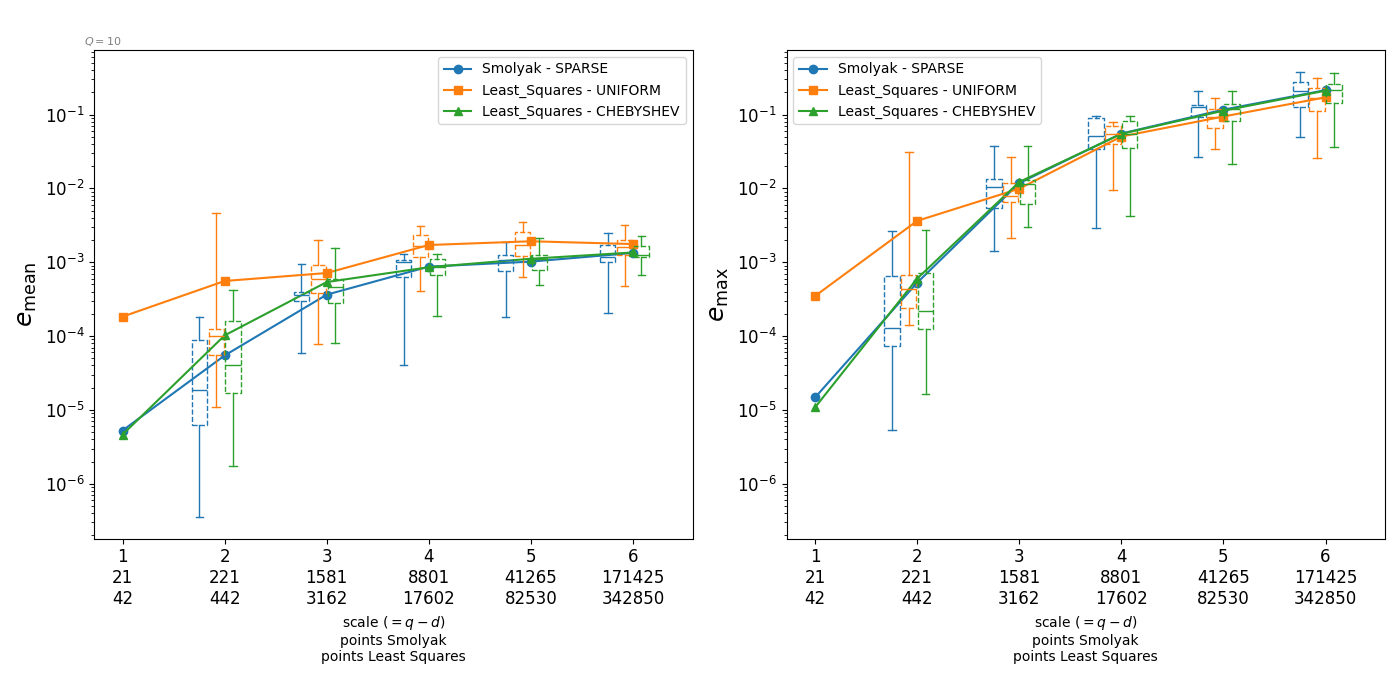 Q = 10
Smolyak - SPARSE
Least_Squares - UNIFORM
Least_Squares - CHEBYSHEV
10⁻¹
10⁻²
10⁻³
10⁻⁴
10⁻⁵
10⁻⁶
e_mean
1 2 3 4 5 6
21 221 1581 8801 41265 171425
42 442 3162 17602 82530 342850
scale (= q − d)
points Smolyak
points Least Squares
Smolyak - SPARSE
Least_Squares - UNIFORM
Least_Squares - CHEBYSHEV
10⁻¹
10⁻²
10⁻³
10⁻⁴
10⁻⁵
10⁻⁶
e_max
1 2 3 4 5 6
21 221 1581 8801 41265 171425
42 442 3162 17602 82530 342850
scale (= q − d)
points Smolyak
points Least Squares